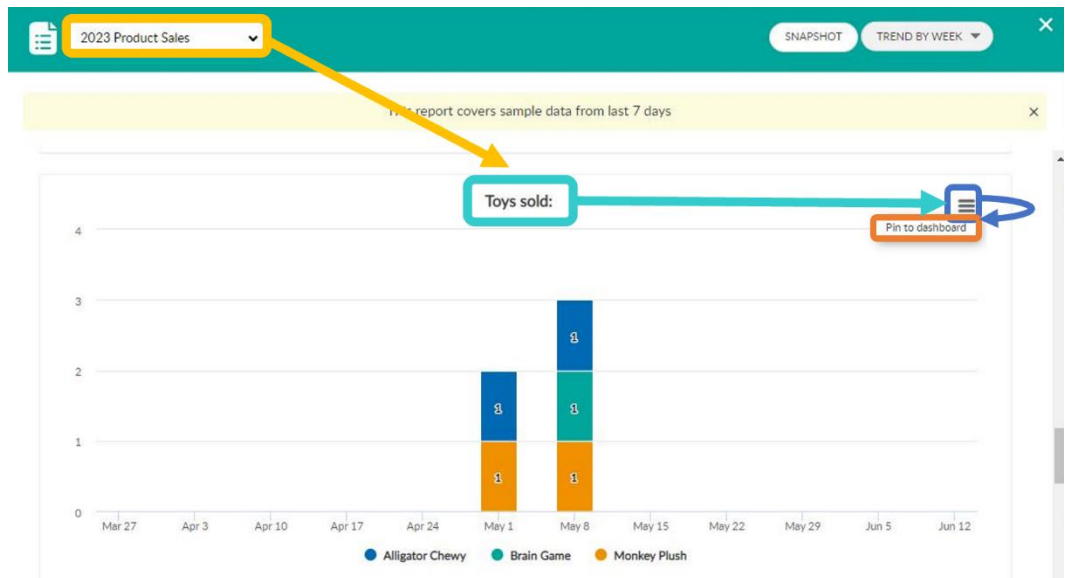 2023 Product Sales
SNAPSHOT
TREND BY WEEK
This report covers sample data from last 7 days
Toys sold:
Pin to dashboard
4
3
2
1
0
1
1
1
1
1
Mar 27 Apr 3 Apr 10 Apr 17 Apr 24 May 1 May 8 May 15 May 22 May 29 Jun 5 Jun 12
Alligator Chewy Brain Game Monkey Plush